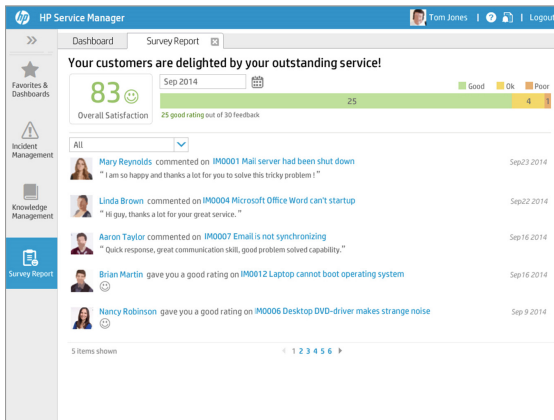 hp HP Service Manager
Tom Jones | ? | Logout
>>
Dashboard
Survey Report
Your customers are delighted by your outstanding service!
Favorites &
Dashboards
Incident
Management
Knowledge
Management
Survey Report
83
Overall Satisfaction
Sep 2014
Good Ok Poor
25 4 1
25 good rating out of 30 feedback
All
Mary Reynolds commented on IM0001 Mail server had been shut down
Sep23 2014
" I am so happy and thanks a lot for you to solve this tricky problem ! "
Linda Brown commented on IM0004 Microsoft Office Word can't startup
Sep22 2014
" Hi guy, thanks a lot for your great service. "
Aaron Taylor commented on IM0007 Email is not synchronizing
Sep16 2014
" Quick response, great communication skill, good problem solved capability."
Brian Martin gave you a good rating on IM0012 Laptop cannot boot operating system
Sep16 2014
Nancy Robinson gave you a good rating on IM0006 Desktop DVD-driver makes strange noise
Sep 9 2014
5 items shown
1 2 3 4 5 6